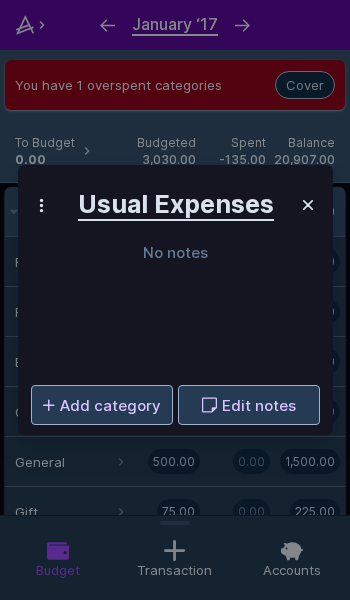 January ‘17
You have 1 overspent categories
Cover
To Budget Budgeted Spent Balance
0.00 3,030.00 -135.00 20,907.00
Usual Expenses
No notes
Add category
Edit notes
General 500.00 0.00 1,500.00
Gift 75.00 0.00 225.00
Budget Transaction Accounts